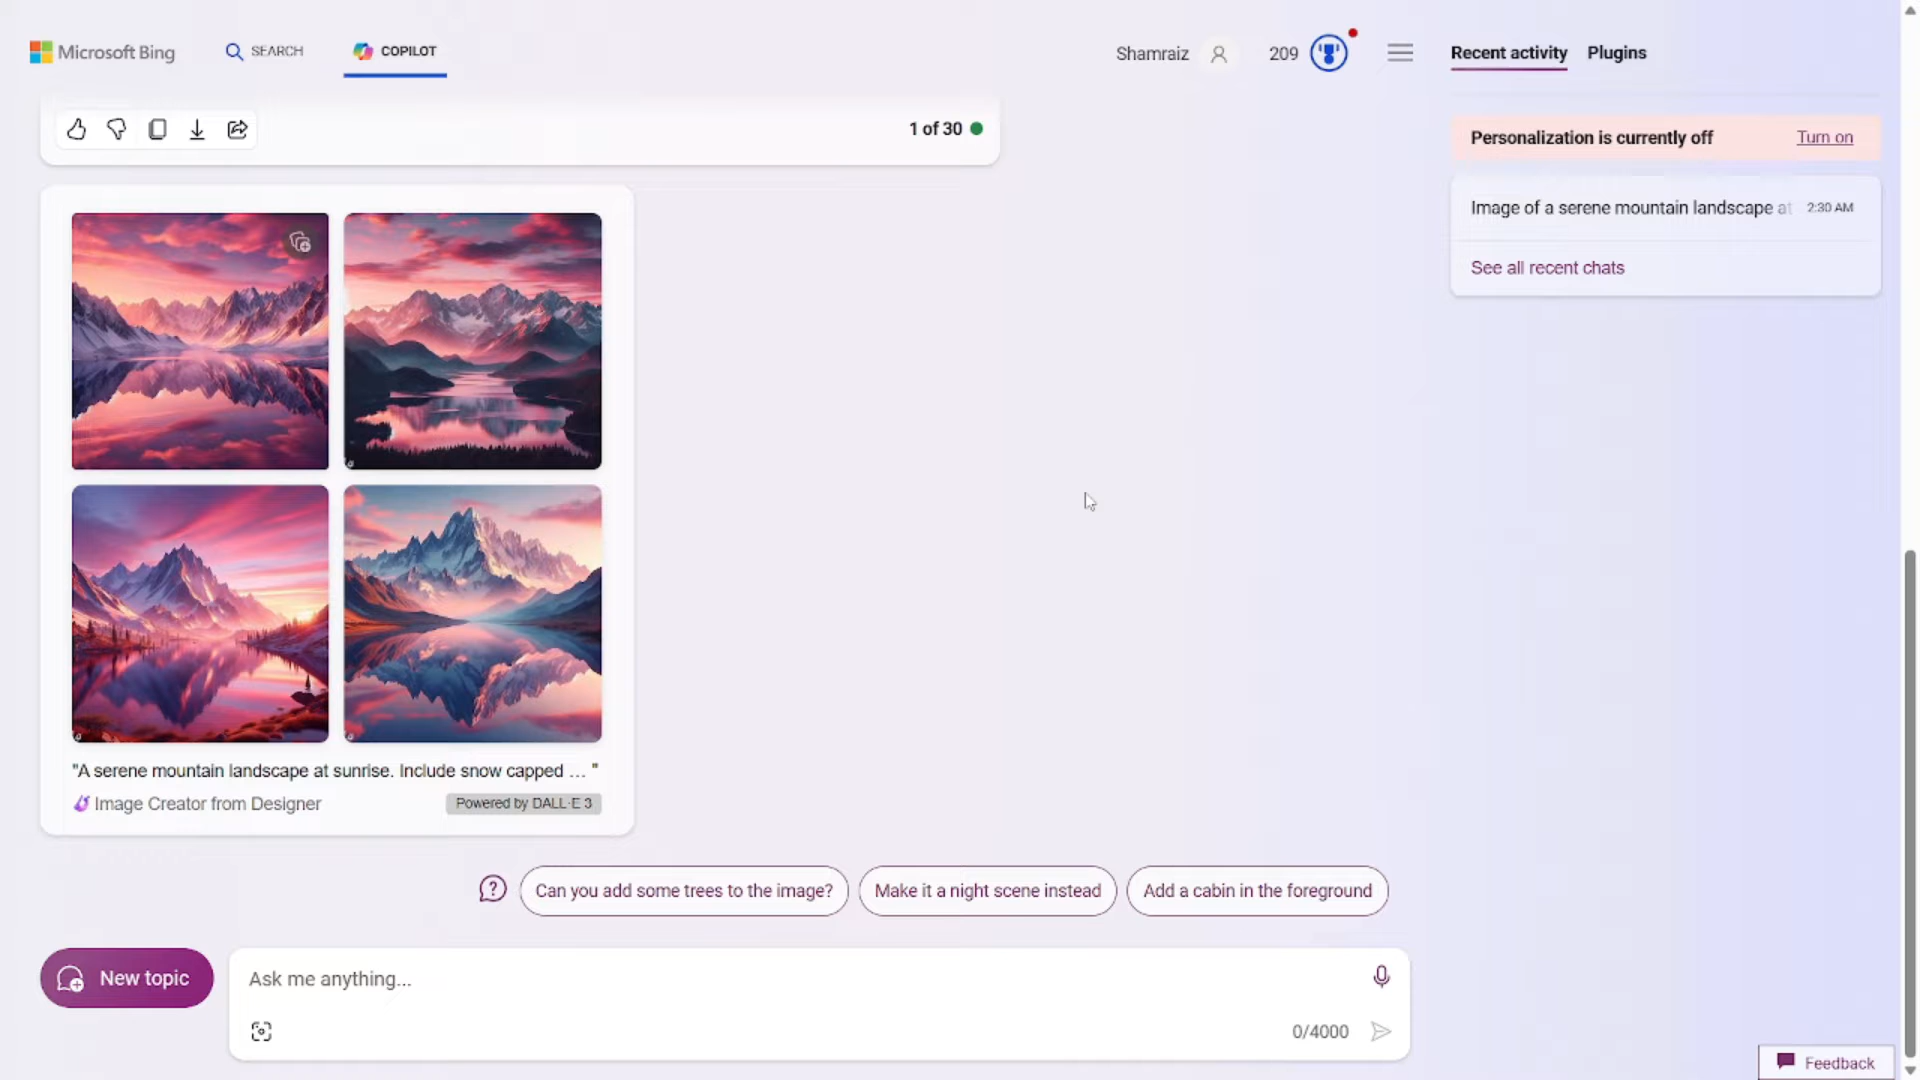 Microsoft Bing
SEARCH
COPILOT
Shamraiz
209
Recent activity
Plugins
1 of 30
Personalization is currently off
Turn on
Image of a serene mountain landscape at
2:30 AM
See all recent chats
"A serene mountain landscape at sunrise. Include snow capped ... "
Image Creator from Designer
Powered by DALL·E 3
Can you add some trees to the image?
Make it a night scene instead
Add a cabin in the foreground
New topic
Ask me anything...
0/4000
Feedback